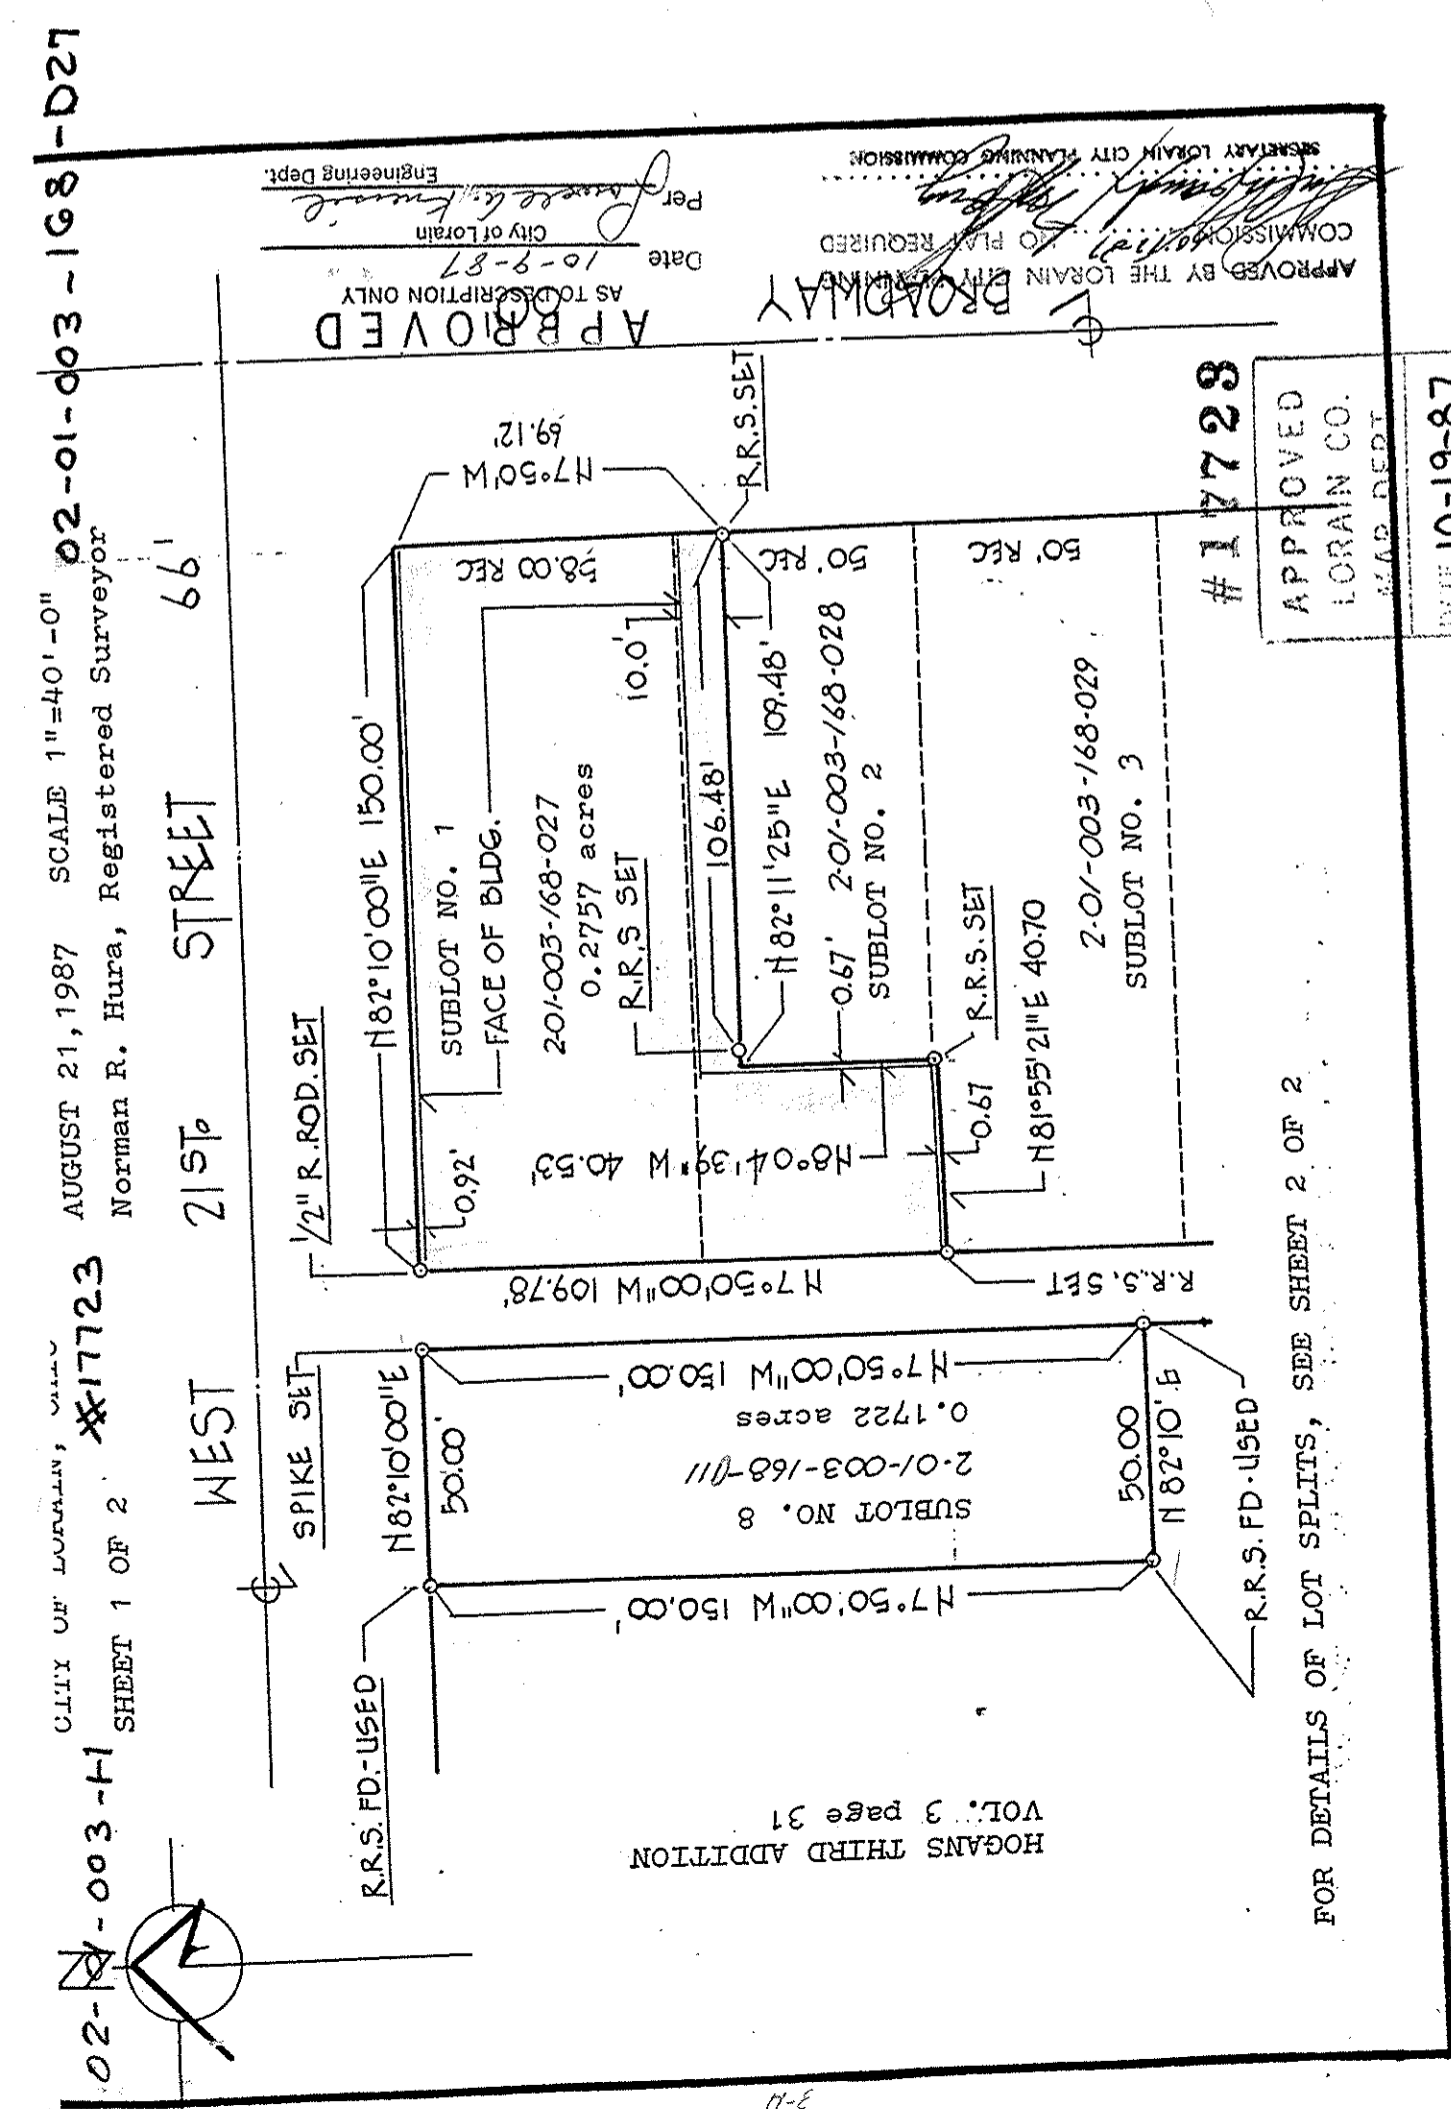 02-01-003-168-D27
SCALE 1"=40'-0"
AUGUST 21,1987
CITY OF LORAIN,
Norman R. Hura, Registered Surveyor
#17723
SHEET 1 OF 2
02-01-003-H
N
WEST 21 ST. STREET 66'
BROADWAY
APPROVED
AS TO DESCRIPTION ONLY
Date 10-9-87
City of Lorain
Per
Engineering Dept.
APPROVED BY THE LORAIN CITY PLANNING
COMMISSION NO PLAT REQUIRED
SECRETARY LORAIN CITY PLANNING COMMISSION
#17723
APPROVED
LORAIN CO.
MAP DEPT
DATE 10-19-87
1/2" R.ROD.SET
N82°10'00"E 150.00'
N7°50'W
69.12'
R.R.S.SET
58.00 REC
50' REC
50' REC
SUBLOT NO. 1
FACE OF BLDG.
2-01-003-168-027
0.2757 acres
R.R.S SET
10.0'
0.92'
106.48'
N82°11'25"E 109.48'
0.67'
2-01-003-168-028
SUBLOT NO. 2
R.R.S.SET
N8°04'39"W 40.53'
0.67
N81°55'21"E 40.70
2-01-003-168-029
SUBLOT NO. 3
N7°50'00"W 109.78'
R.R.S. SET
SPIKE SET
N82°10'00"E
50.00'
N7°50'00"W 150.00'
0.1722 acres
2-01-003-168-011
SUBLOT NO. 8
N7°50'00"W 150.00'
50.00
N82°10'E
R.R.S. FD.-USED
R.R.S. FD-USED
HOGANS THIRD ADDITION
VOL. 3 page 31
FOR DETAILS OF LOT SPLITS, SEE SHEET 2 OF 2
3-H